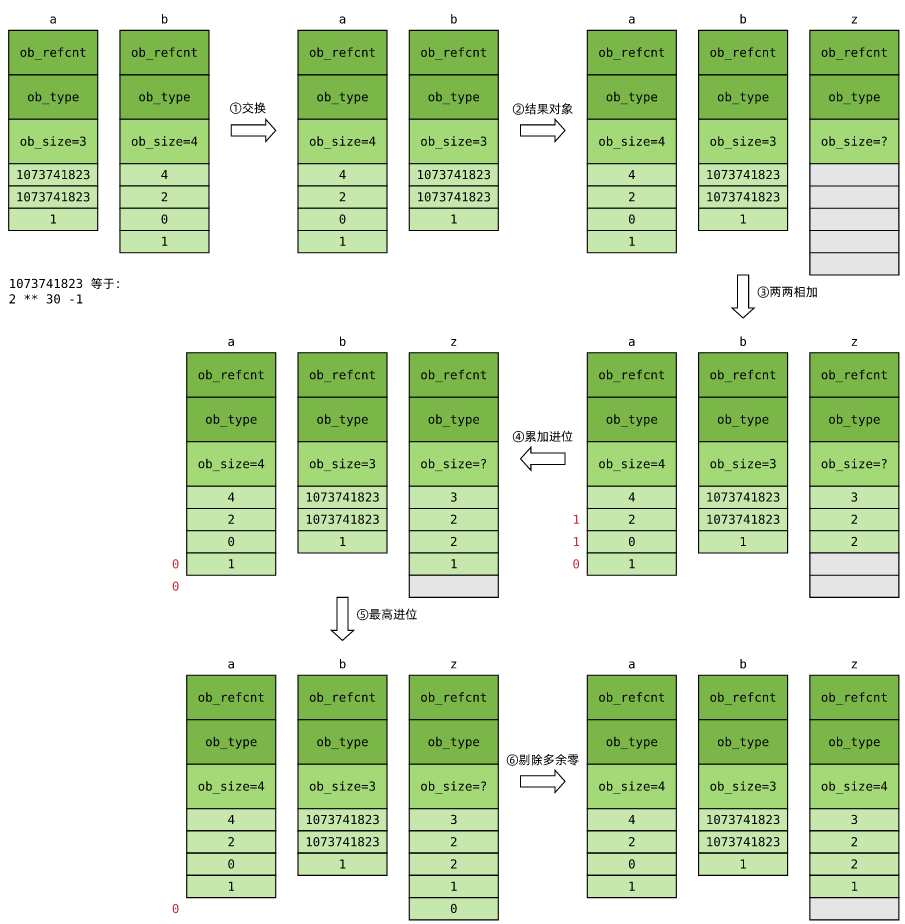 a b a b a b z
ob_refcnt ob_refcnt ob_refcnt ob_refcnt ob_refcnt ob_refcnt ob_refcnt
ob_type ob_type ob_type ob_type ob_type ob_type ob_type
①交换 ②结果对象
ob_size=3 ob_size=4 ob_size=4 ob_size=3 ob_size=4 ob_size=3 ob_size=?
1073741823 4 4 1073741823 4 1073741823
1073741823 2 2 1073741823 2 1073741823
1 0 0 1 0 1
1 1 1
1073741823 等于：
2 ** 30 -1
③两两相加
a b z a b z
ob_refcnt ob_refcnt ob_refcnt ob_refcnt ob_refcnt ob_refcnt
ob_type ob_type ob_type ob_type ob_type ob_type
④累加进位
ob_size=4 ob_size=3 ob_size=? ob_size=4 ob_size=3 ob_size=?
4 1073741823 3 4 1073741823 3
2 1073741823 2 1 2 1073741823 2
0 1 2 1 0 1 2
0 1 1 0 1
0
⑤最高进位
a b z a b z
ob_refcnt ob_refcnt ob_refcnt ob_refcnt ob_refcnt ob_refcnt
ob_type ob_type ob_type ob_type ob_type ob_type
⑥剔除多余零
ob_size=4 ob_size=3 ob_size=? ob_size=4 ob_size=3 ob_size=4
4 1073741823 3 4 1073741823 3
2 1073741823 2 2 1073741823 2
0 1 2 0 1 2
1 1 1 1
0 0